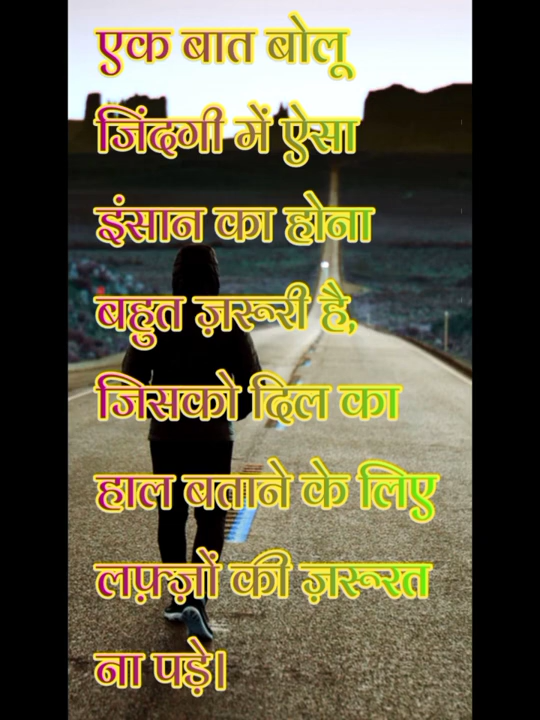 एक बात बोलू
जिंदगी में ऐसा
इंसान का होना
बहुत ज़रूरी है,
जिसको दिल का
हाल बताने के लिए
लफ़्ज़ों की ज़रूरत
ना पड़े।